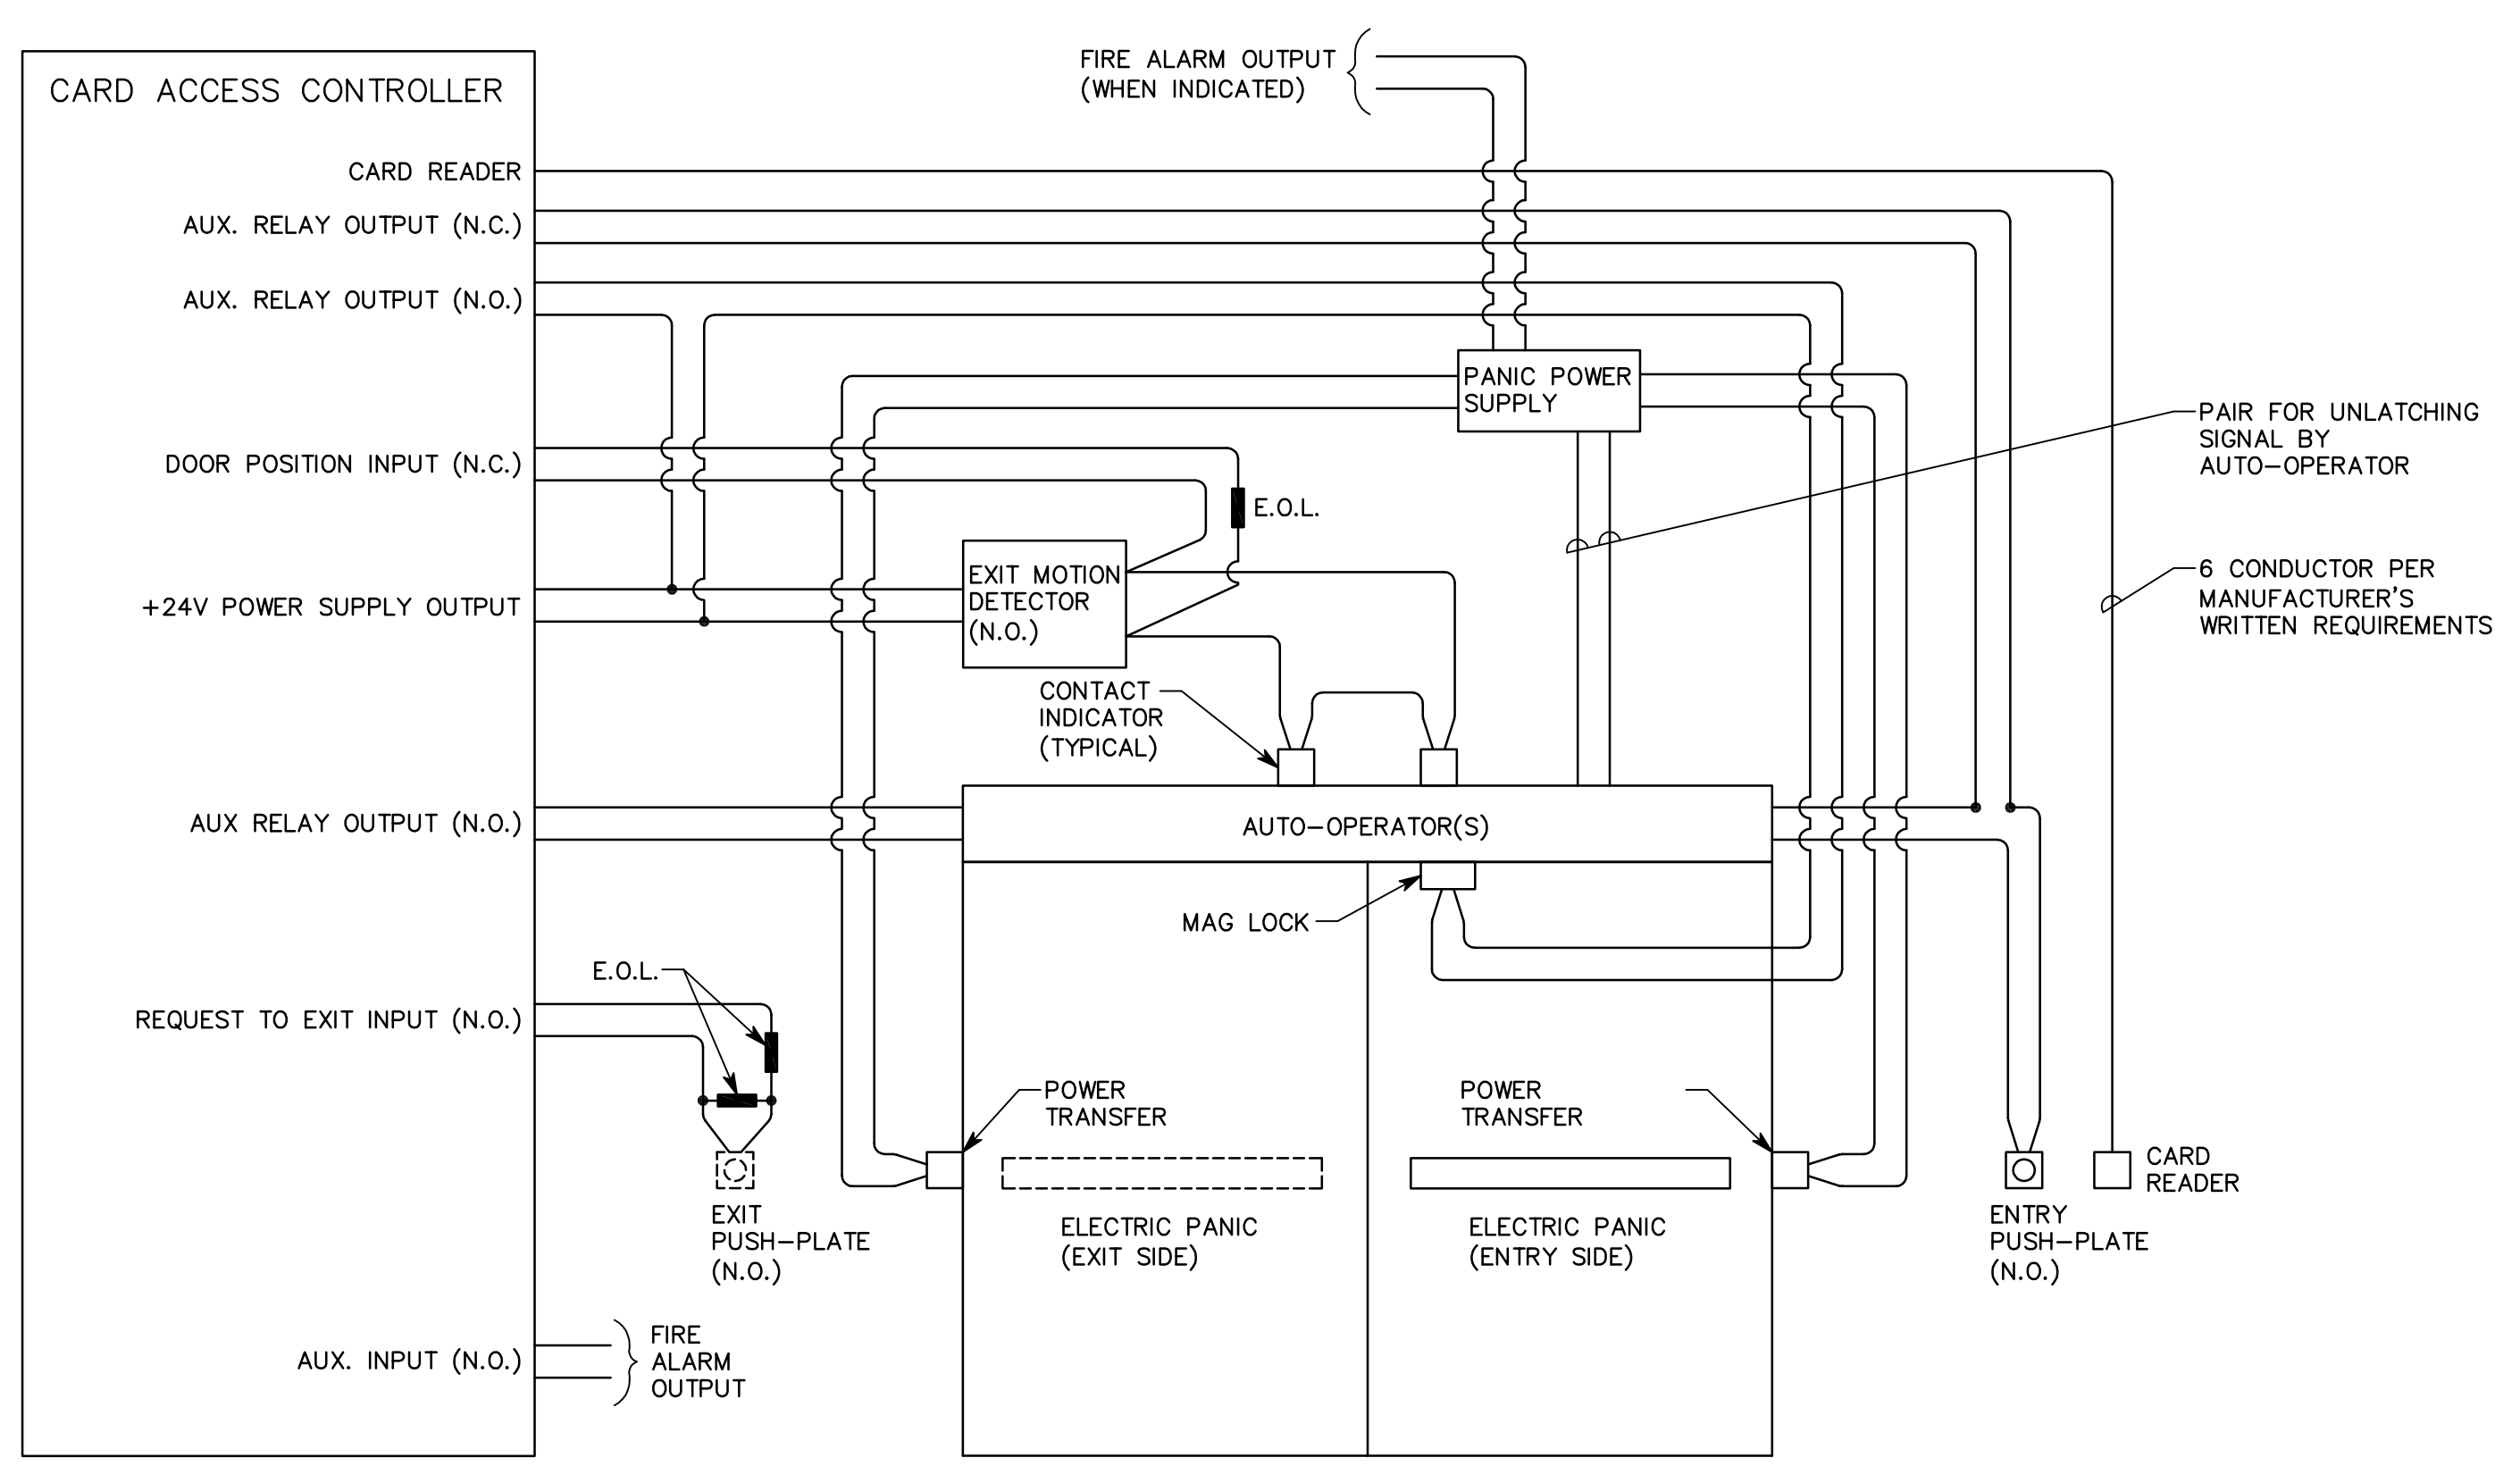 CARD ACCESS CONTROLLER
CARD READER
AUX. RELAY OUTPUT (N.C.)
AUX. RELAY OUTPUT (N.O.)
DOOR POSITION INPUT (N.C.)
+24V POWER SUPPLY OUTPUT
AUX RELAY OUTPUT (N.O.)
REQUEST TO EXIT INPUT (N.O.)
AUX. INPUT (N.O.)
FIRE ALARM OUTPUT
(WHEN INDICATED)
PANIC POWER
SUPPLY
PAIR FOR UNLATCHING
SIGNAL BY
AUTO-OPERATOR
E.O.L.
EXIT MOTION
DETECTOR
(N.O.)
6 CONDUCTOR PER
MANUFACTURER'S
WRITTEN REQUIREMENTS
CONTACT
INDICATOR
(TYPICAL)
AUTO-OPERATOR(S)
MAG LOCK
E.O.L.
POWER
TRANSFER
POWER
TRANSFER
EXIT
PUSH-PLATE
(N.O.)
ELECTRIC PANIC
(EXIT SIDE)
ELECTRIC PANIC
(ENTRY SIDE)
ENTRY
PUSH-PLATE
(N.O.)
CARD
READER
FIRE
ALARM
OUTPUT